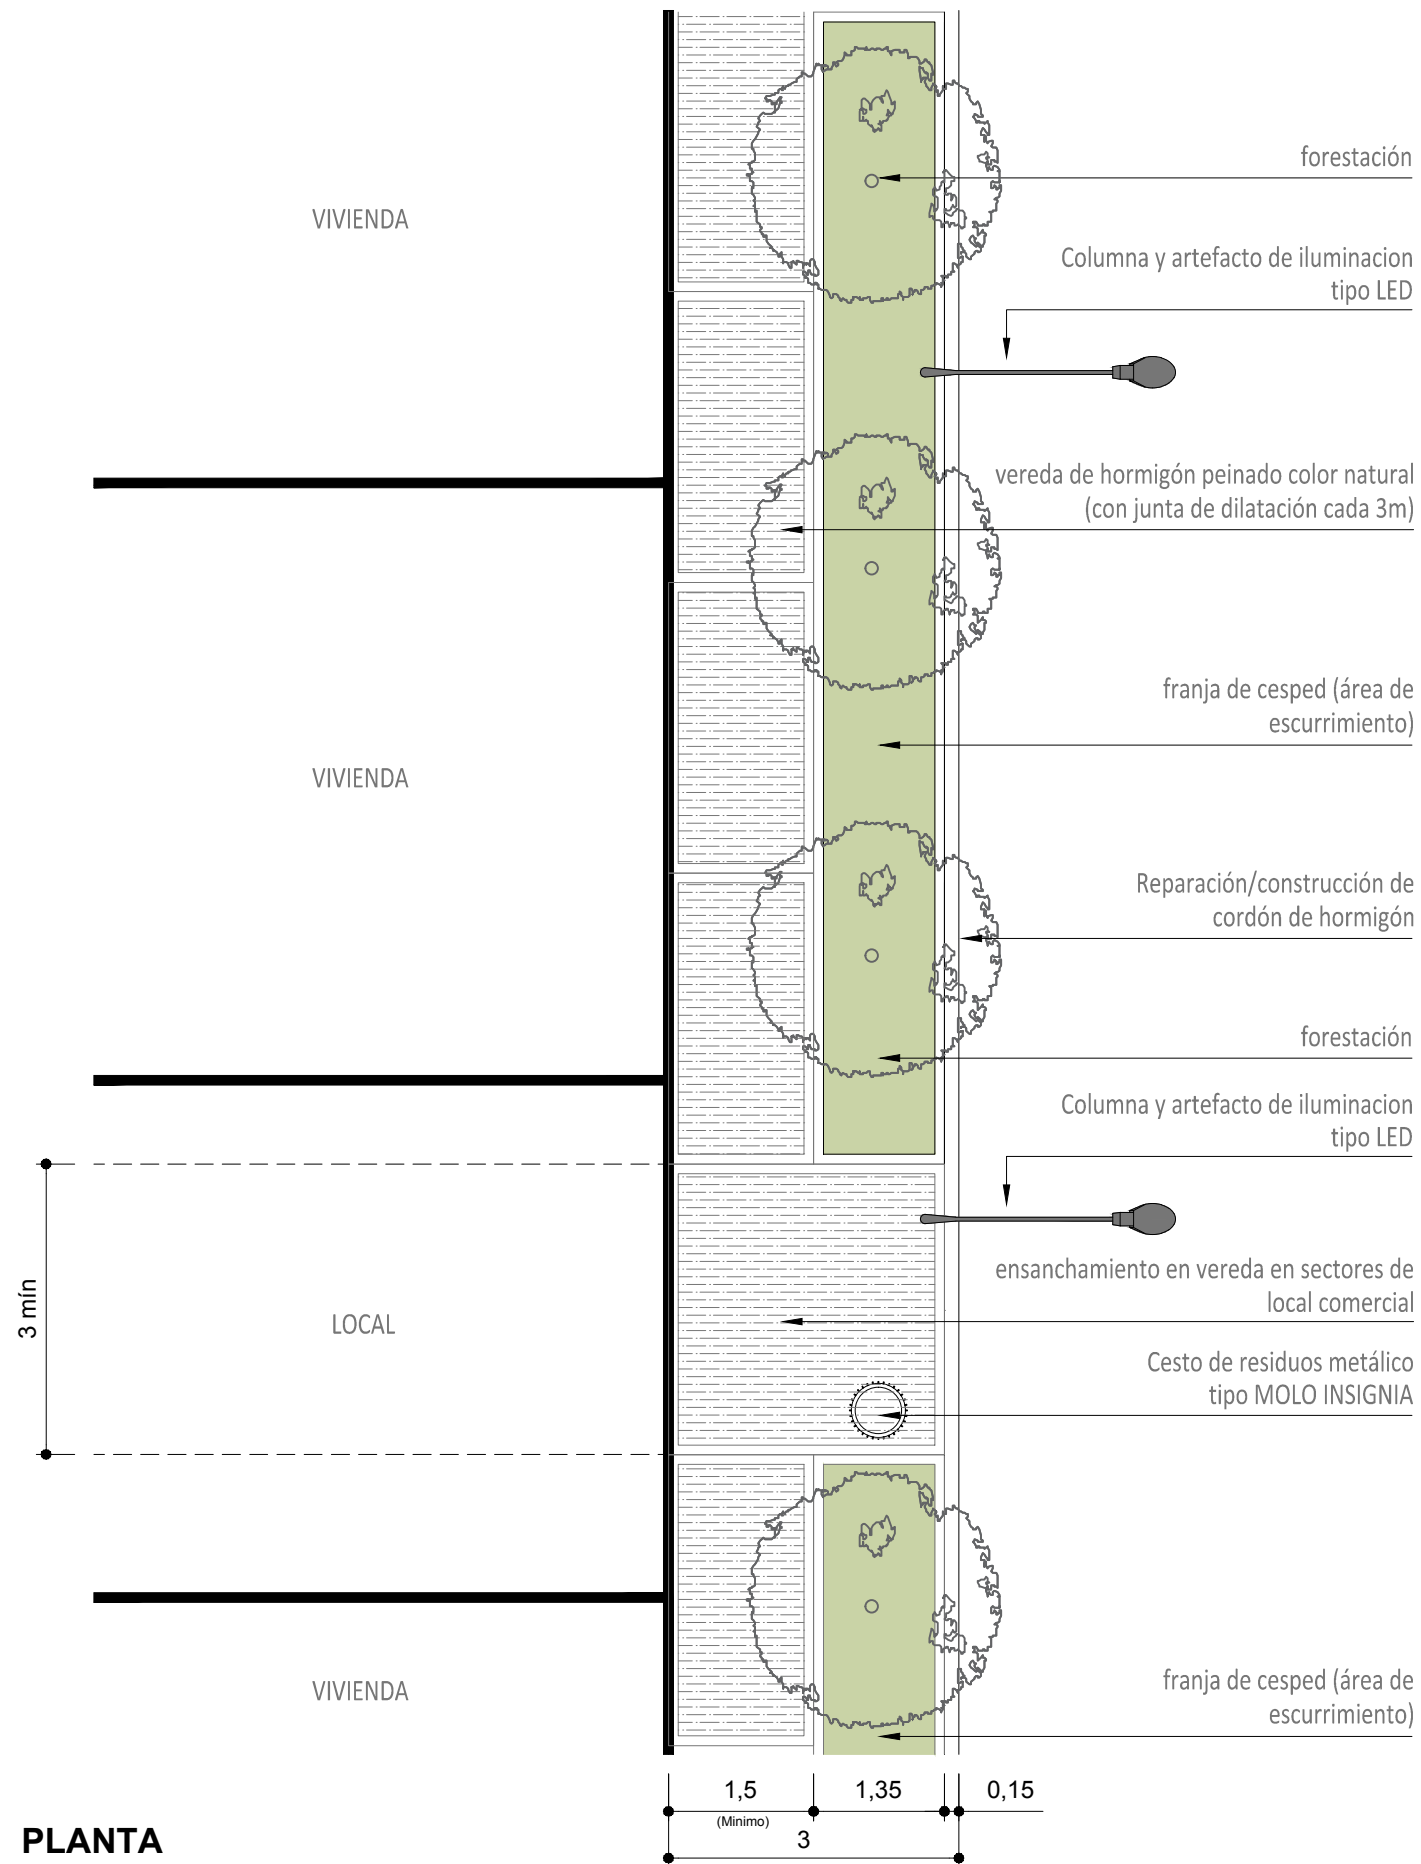 forestación
VIVIENDA
Columna y artefacto de iluminacion
tipo LED
vereda de hormigón peinado color natural
(con junta de dilatación cada 3m)
franja de cesped (área de
escurrimiento)
VIVIENDA
Reparación/construcción de
cordón de hormigón
forestación
Columna y artefacto de iluminacion
tipo LED
ensanchamiento en vereda en sectores de
local comercial
3 mín
LOCAL
Cesto de residuos metálico
tipo MOLO INSIGNIA
franja de cesped (área de
escurrimiento)
VIVIENDA
1,5
1,35
0,15
(Minimo)
3
PLANTA